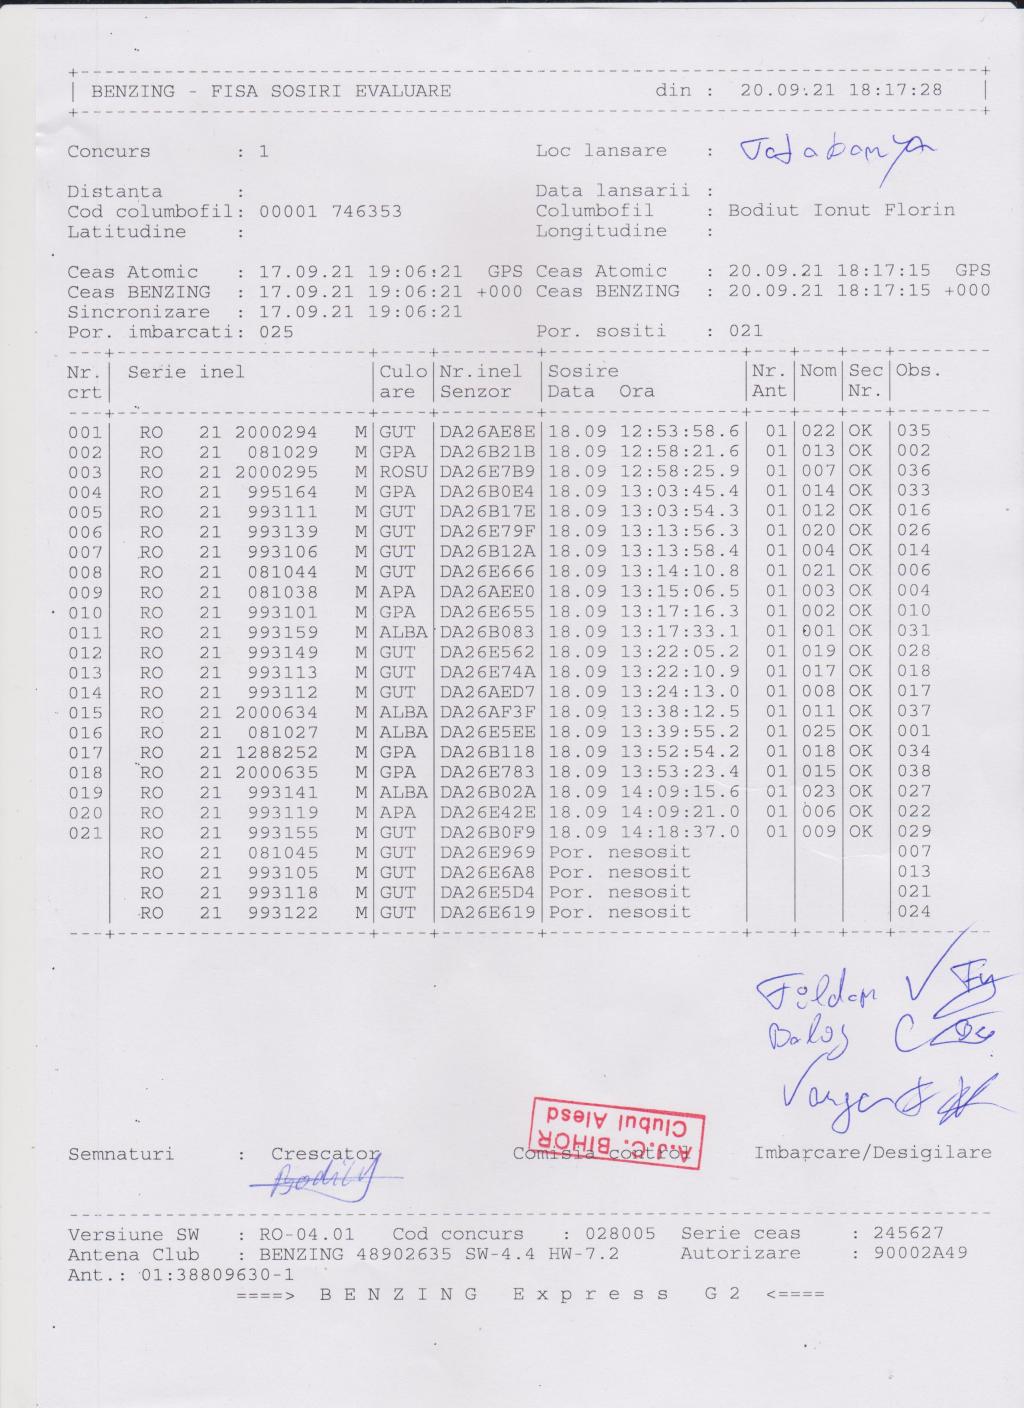 BENZING - FISA SOSIRI EVALUARE din : 20.09.21 18:17:28
Concurs : 1 Loc lansare : Tatabanya
Distanta : Data lansarii :
Cod columbofil: 00001 746353 Columbofil : Bodiut Ionut Florin
Latitudine : Longitudine :
Ceas Atomic : 17.09.21 19:06:21 GPS Ceas Atomic : 20.09.21 18:17:15 GPS
Ceas BENZING : 17.09.21 19:06:21 +000 Ceas BENZING : 20.09.21 18:17:15 +000
Sincronizare : 17.09.21 19:06:21
Por. imbarcati: 025 Por. sositi : 021
Nr. Serie inel Culo Nr.inel Sosire Nr. Nom Sec Obs.
crt are Senzor Data Ora Ant Nr.
001 RO 21 2000294 M GUT DA26AE8E 18.09 12:53:58.6 01 022 OK 035
002 RO 21 081029 M GPA DA26B21B 18.09 12:58:21.6 01 013 OK 002
003 RO 21 2000295 M ROSU DA26E7B9 18.09 12:58:25.9 01 007 OK 036
004 RO 21 995164 M GPA DA26B0E4 18.09 13:03:45.4 01 014 OK 033
005 RO 21 993111 M GUT DA26B17E 18.09 13:03:54.3 01 012 OK 016
006 RO 21 993139 M GUT DA26E79F 18.09 13:13:56.3 01 020 OK 026
007 RO 21 993106 M GUT DA26B12A 18.09 13:13:58.4 01 004 OK 014
008 RO 21 081044 M GUT DA26E666 18.09 13:14:10.8 01 021 OK 006
009 RO 21 081038 M APA DA26AEE0 18.09 13:15:06.5 01 003 OK 004
010 RO 21 993101 M GPA DA26E655 18.09 13:17:16.3 01 002 OK 010
011 RO 21 993159 M ALBA DA26B083 18.09 13:17:33.1 01 001 OK 031
012 RO 21 993149 M GUT DA26E562 18.09 13:22:05.2 01 019 OK 028
013 RO 21 993113 M GUT DA26E74A 18.09 13:22:10.9 01 017 OK 018
014 RO 21 993112 M GUT DA26AED7 18.09 13:24:13.0 01 008 OK 017
015 RO 21 2000634 M ALBA DA26AF3F 18.09 13:38:12.5 01 011 OK 037
016 RO 21 081027 M ALBA DA26E5EE 18.09 13:39:55.2 01 025 OK 001
017 RO 21 1288252 M GPA DA26B118 18.09 13:52:54.2 01 018 OK 034
018 RO 21 2000635 M GPA DA26E783 18.09 13:53:23.4 01 015 OK 038
019 RO 21 993141 M ALBA DA26B02A 18.09 14:09:15.6 01 023 OK 027
020 RO 21 993119 M APA DA26E42E 18.09 14:09:21.0 01 006 OK 022
021 RO 21 993155 M GUT DA26B0F9 18.09 14:18:37.0 01 009 OK 029
RO 21 081045 M GUT DA26E969 Por. nesosit 007
RO 21 993105 M GUT DA26E6A8 Por. nesosit 013
RO 21 993118 M GUT DA26E5D4 Por. nesosit 021
RO 21 993122 M GUT DA26E619 Por. nesosit 024
A.J.C. BIHOR
Clubul Alesd
Semnaturi : Crescator Comisia control Imbarcare/Desigilare
Versiune SW : RO-04.01 Cod concurs : 028005 Serie ceas : 245627
Antena Club : BENZING 48902635 SW-4.4 HW-7.2 Autorizare : 90002A49
Ant.: 01:38809630-1
====> BENZING Express G2 <====